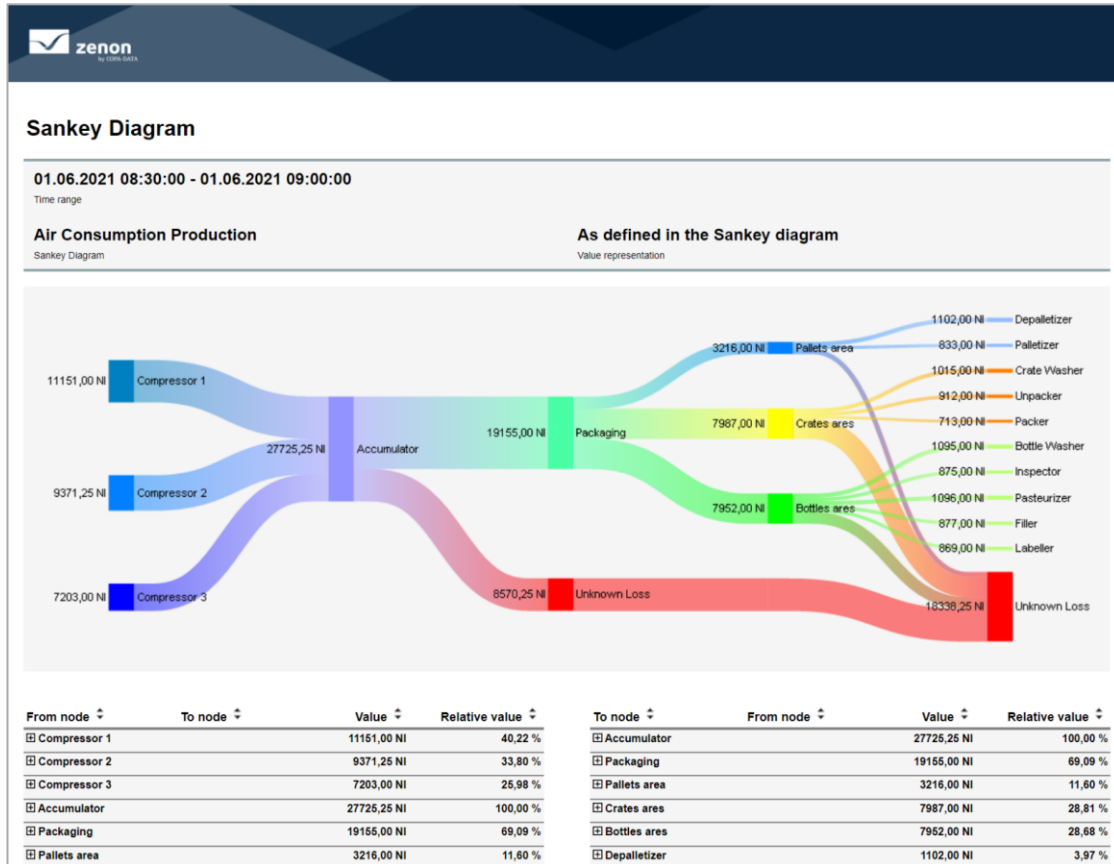 zenon
by COPA-DATA
Sankey Diagram
01.06.2021 08:30:00 - 01.06.2021 09:00:00
Time range
Air Consumption Production
As defined in the Sankey diagram
Sankey Diagram
Value representation
1102,00 Nl
Depalletizer
3216,00 Nl
Pallets area
833,00 Nl
Palletizer
1015,00 Nl
Crate Washer
11151,00 Nl
Compressor 1
912,00 Nl
Unpacker
7987,00 Nl
Crates ares
713,00 Nl
Packer
19155,00 Nl
Packaging
1095,00 Nl
Bottle Washer
27725,25 Nl
Accumulator
875,00 Nl
Inspector
9371,25 Nl
Compressor 2
1096,00 Nl
Pasteurizer
7952,00 Nl
Bottles ares
877,00 Nl
Filler
869,00 Nl
Labeller
7203,00 Nl
Compressor 3
8570,25 Nl
Unknown Loss
18338,25 Nl
Unknown Loss
From node To node Value Relative value
Compressor 1 11151,00 Nl 40,22 %
Compressor 2 9371,25 Nl 33,80 %
Compressor 3 7203,00 Nl 25,98 %
Accumulator 27725,25 Nl 100,00 %
Packaging 19155,00 Nl 69,09 %
Pallets area 3216,00 Nl 11,60 %
To node From node Value Relative value
Accumulator 27725,25 Nl 100,00 %
Packaging 19155,00 Nl 69,09 %
Pallets area 3216,00 Nl 11,60 %
Crates ares 7987,00 Nl 28,81 %
Bottles ares 7952,00 Nl 28,68 %
Depalletizer 1102,00 Nl 3,97 %